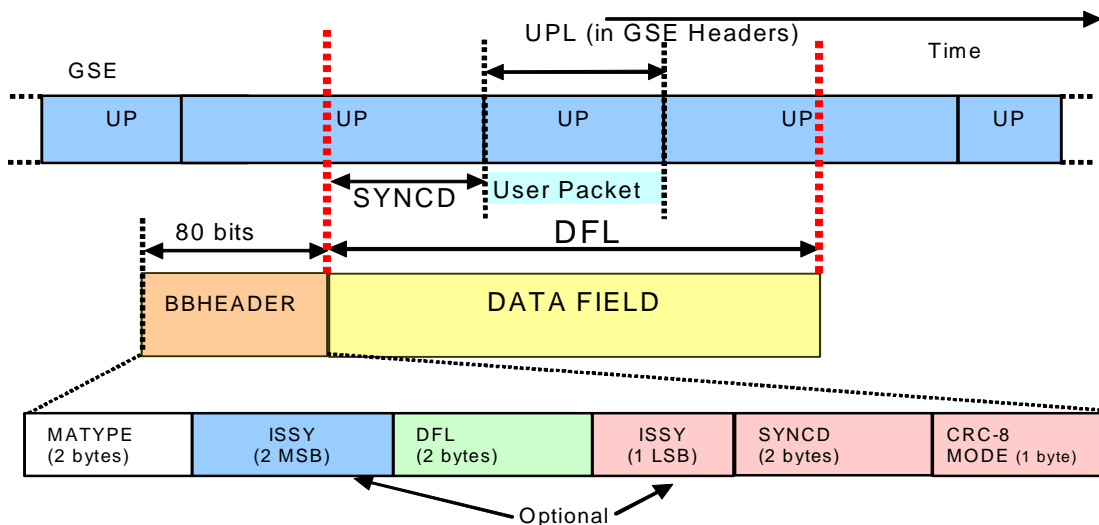 UPL (in GSE Headers)
Time
GSE
UP
UP
UP
UP
UP
SYNCD
User Packet
80 bits
DFL
BBHEADER
DATA FIELD
MATYPE
(2 bytes)
ISSY
(2 MSB)
DFL
(2 bytes)
ISSY
(1 LSB)
SYNCD
(2 bytes)
CRC-8
MODE (1 byte)
Optional